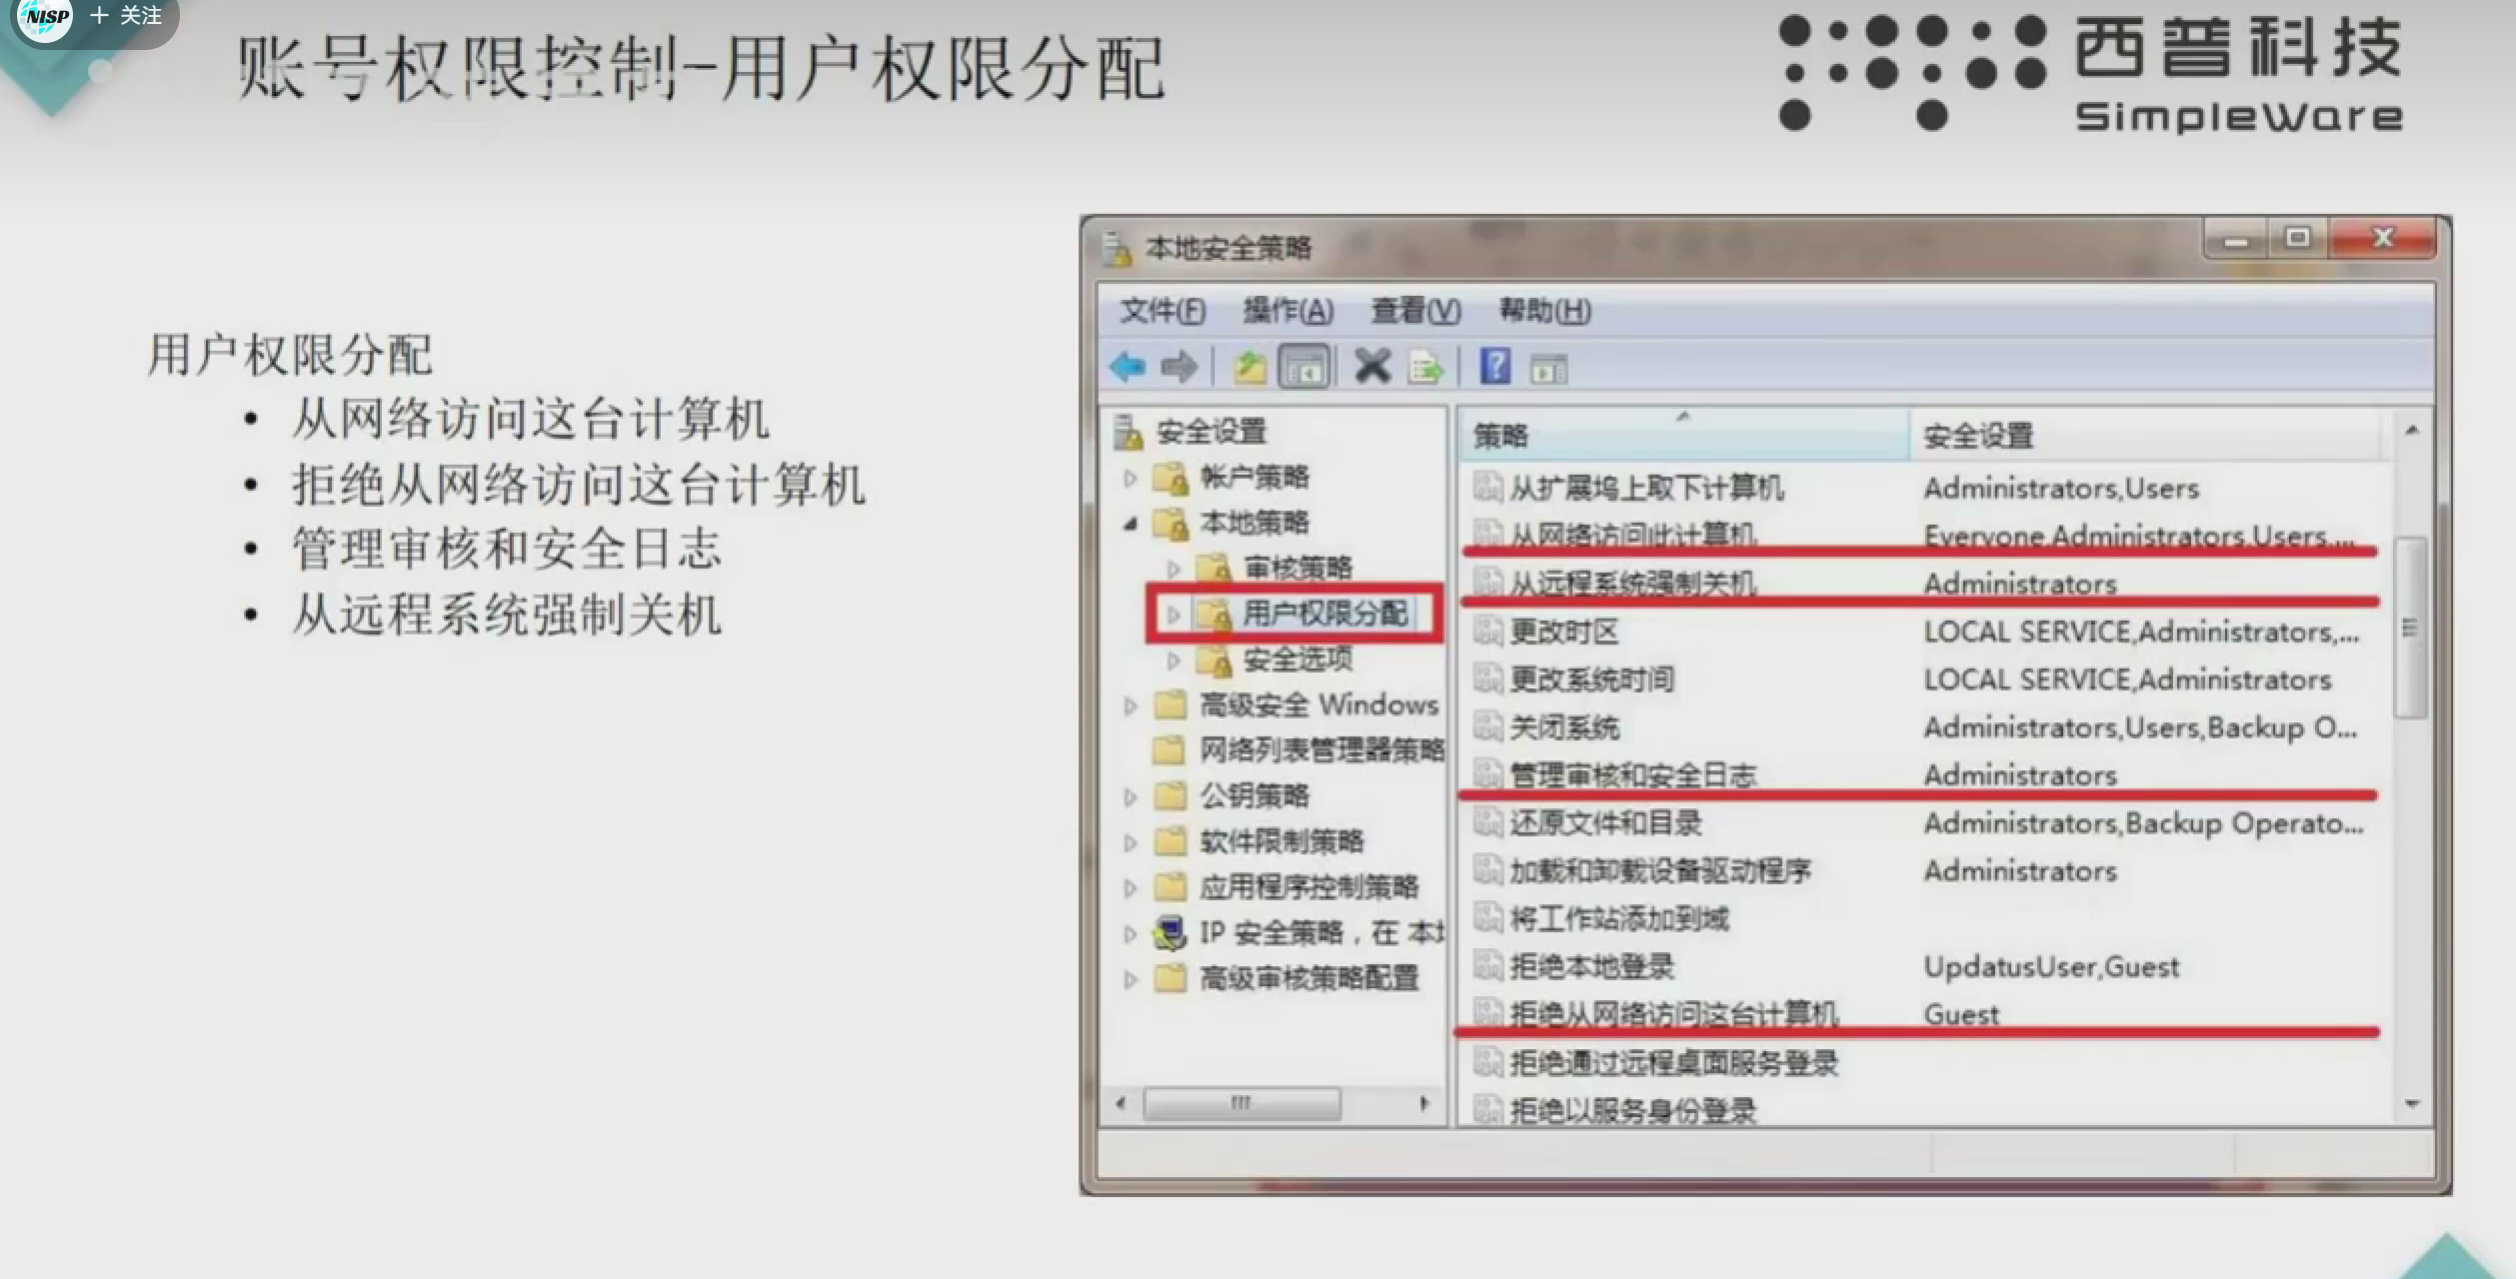 NISP
+ 关注
账号权限控制-用户权限分配
西普科技
SimpleWare
用户权限分配
• 从网络访问这台计算机
• 拒绝从网络访问这台计算机
• 管理审核和安全日志
• 从远程系统强制关机
本地安全策略
文件(F) 操作(A) 查看(V) 帮助(H)
安全设置
帐户策略
本地策略
审核策略
用户权限分配
安全选项
高级安全 Windows
网络列表管理器策略
公钥策略
软件限制策略
应用程序控制策略
IP 安全策略，在 本地
高级审核策略配置
策略 安全设置
从扩展坞上取下计算机 Administrators,Users
从网络访问此计算机 Everyone,Administrators,Users,...
从远程系统强制关机 Administrators
更改时区 LOCAL SERVICE,Administrators,...
更改系统时间 LOCAL SERVICE,Administrators
关闭系统 Administrators,Users,Backup O...
管理审核和安全日志 Administrators
还原文件和目录 Administrators,Backup Operato...
加载和卸载设备驱动程序 Administrators
将工作站添加到域
拒绝本地登录 UpdatusUser,Guest
拒绝从网络访问这台计算机 Guest
拒绝通过远程桌面服务登录
拒绝以服务身份登录